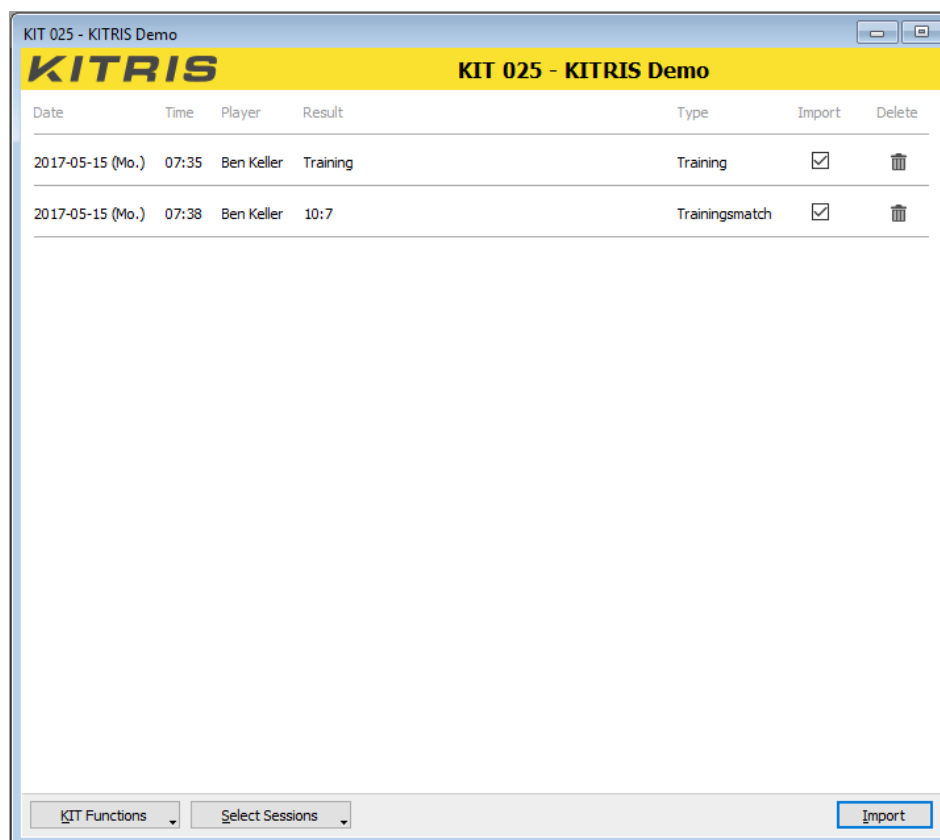 KIT 025 - KITRIS Demo
KITRIS KIT 025 - KITRIS Demo
Date Time Player Result Type Import Delete
2017-05-15 (Mo.) 07:35 Ben Keller Training Training
2017-05-15 (Mo.) 07:38 Ben Keller 10:7 Trainingsmatch
KIT Functions Select Sessions Import